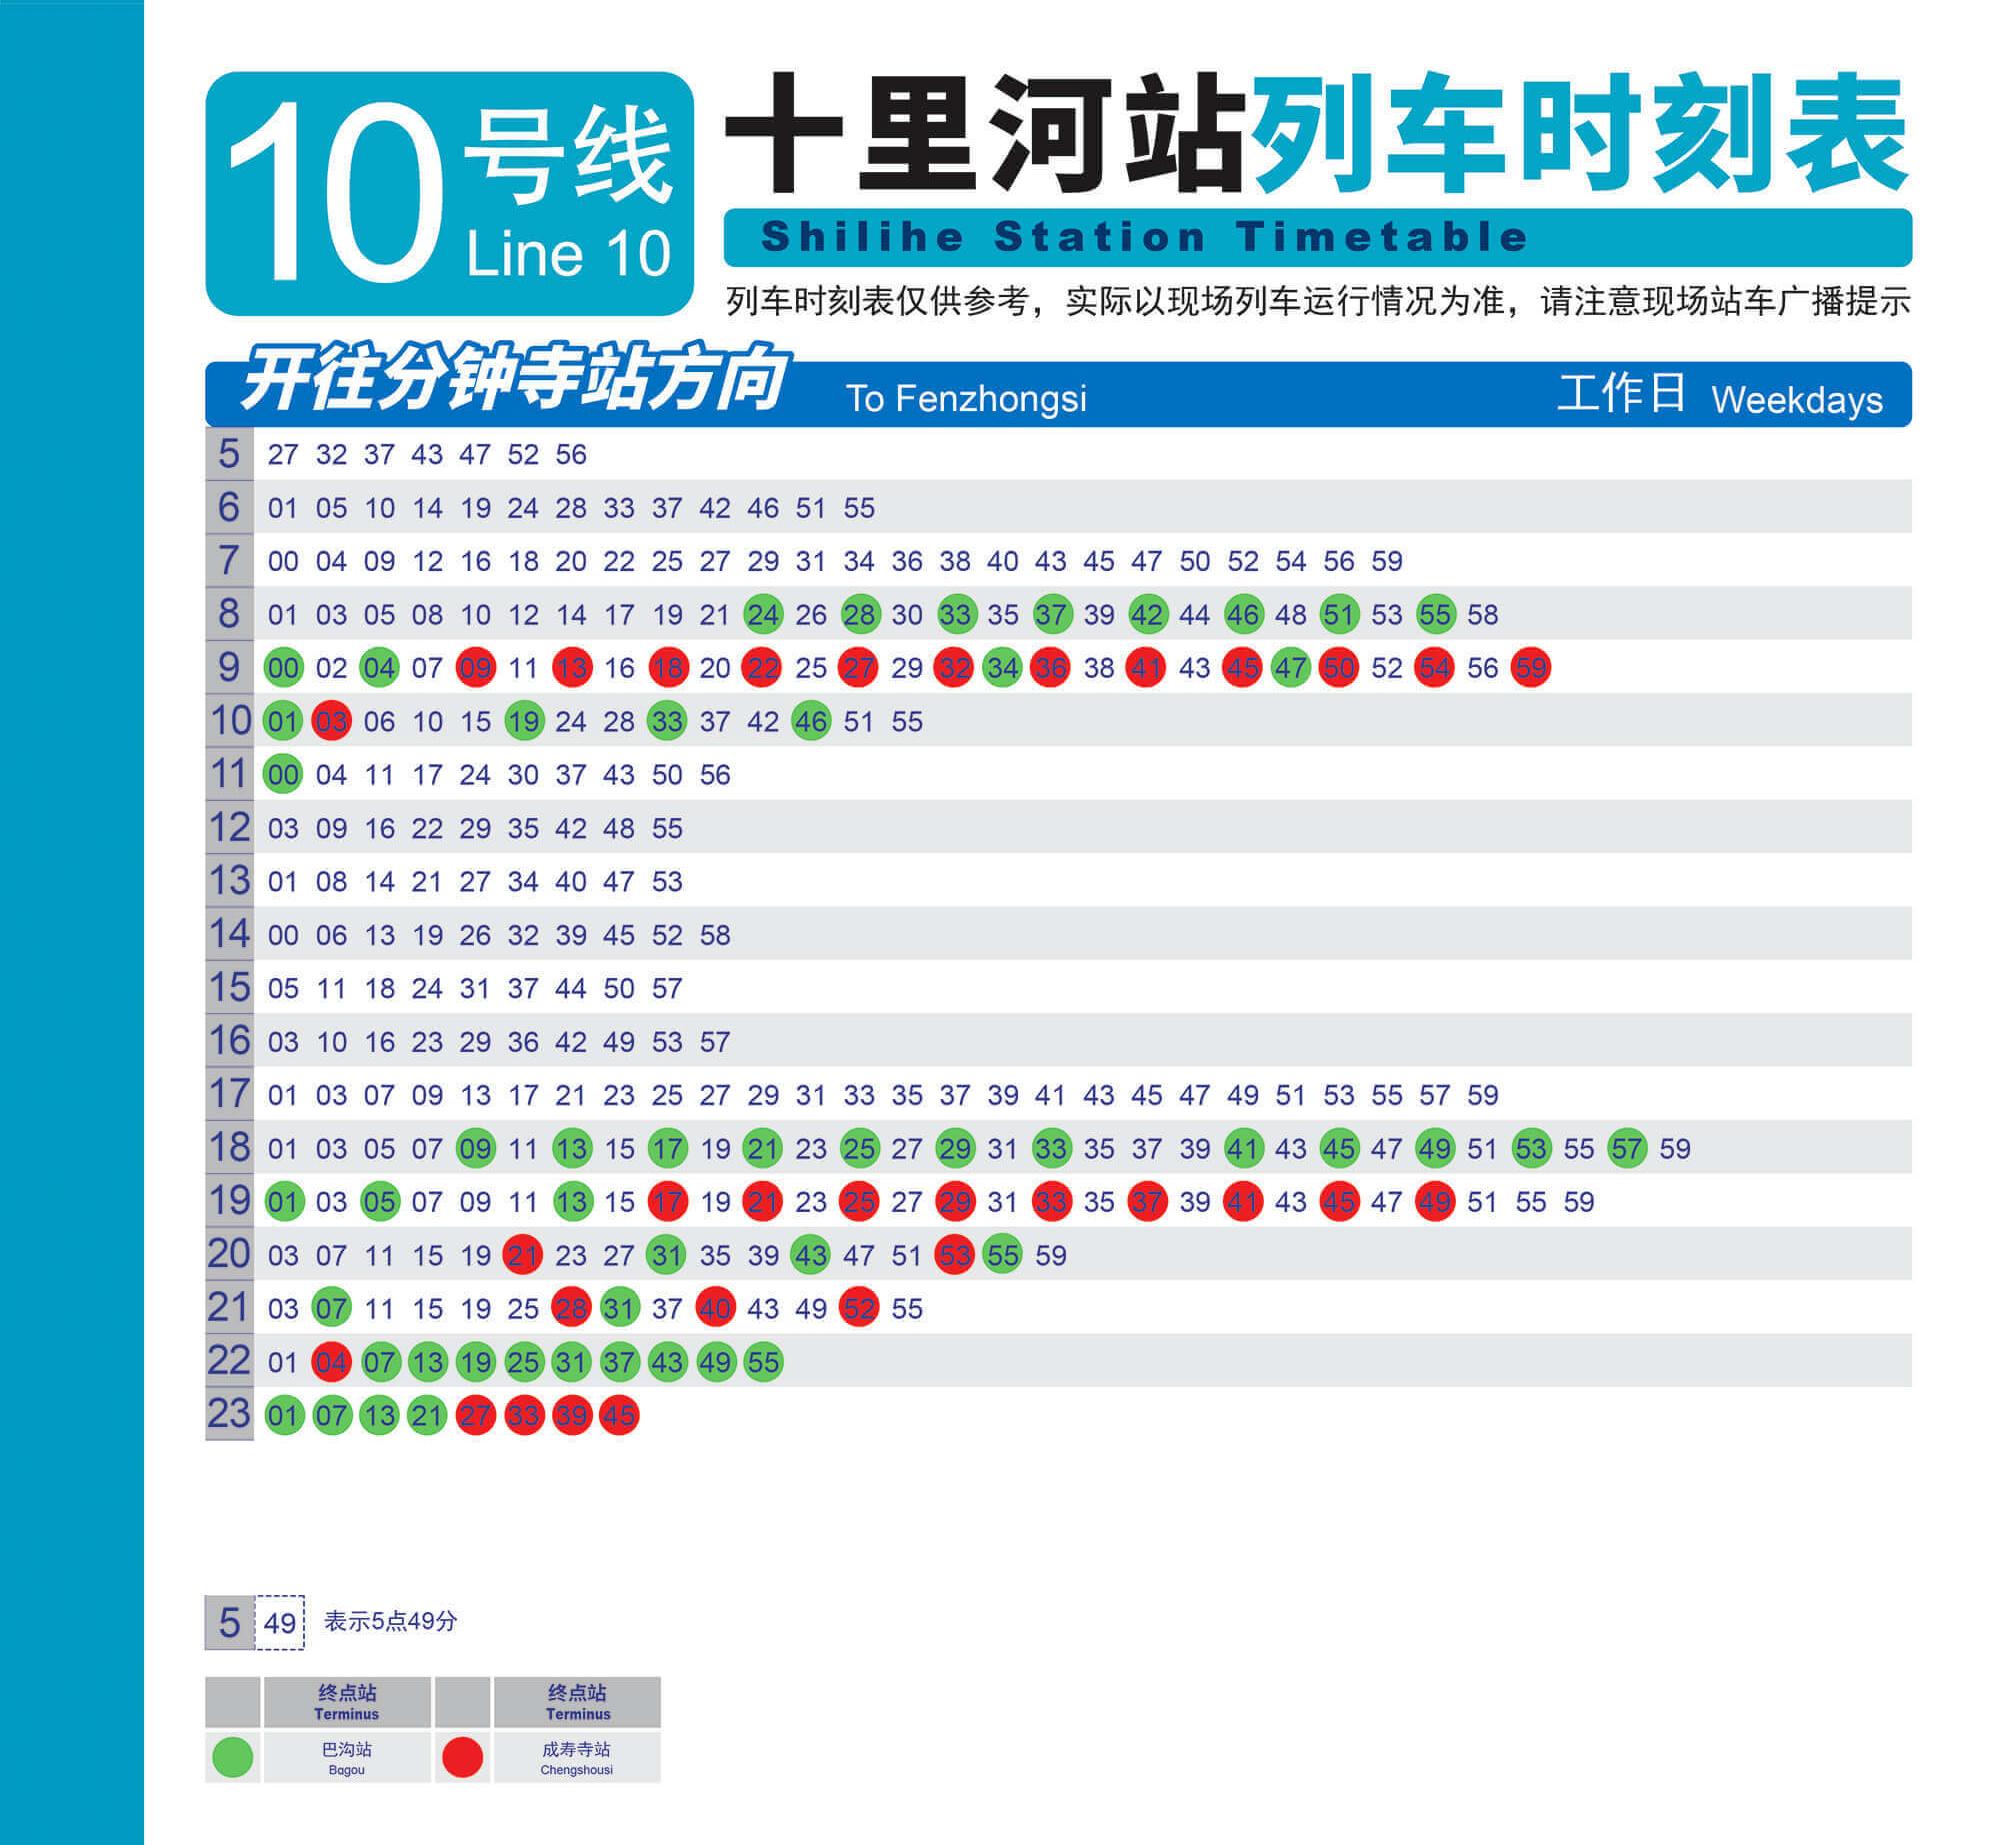 10号线
Line 10
十里河站列车时刻表
Shilihe Station Timetable
列车时刻表仅供参考，实际以现场列车运行情况为准，请注意现场站车广播提示
开往分钟寺站方向 To Fenzhongsi 工作日 Weekdays
5 27 32 37 43 47 52 56
6 01 05 10 14 19 24 28 33 37 42 46 51 55
7 00 04 09 12 16 18 20 22 25 27 29 31 34 36 38 40 43 45 47 50 52 54 56 59
8 01 03 05 08 10 12 14 17 19 21 24 26 28 30 33 35 37 39 42 44 46 48 51 53 55 58
9 00 02 04 07 09 11 13 16 18 20 22 25 27 29 32 34 36 38 41 43 45 47 50 52 54 56 59
10 01 03 06 10 15 19 24 28 33 37 42 46 51 55
11 00 04 11 17 24 30 37 43 50 56
12 03 09 16 22 29 35 42 48 55
13 01 08 14 21 27 34 40 47 53
14 00 06 13 19 26 32 39 45 52 58
15 05 11 18 24 31 37 44 50 57
16 03 10 16 23 29 36 42 49 53 57
17 01 03 07 09 13 17 21 23 25 27 29 31 33 35 37 39 41 43 45 47 49 51 53 55 57 59
18 01 03 05 07 09 11 13 15 17 19 21 23 25 27 29 31 33 35 37 39 41 43 45 47 49 51 53 55 57 59
19 01 03 05 07 09 11 13 15 17 19 21 23 25 27 29 31 33 35 37 39 41 43 45 47 49 51 55 59
20 03 07 11 15 19 21 23 27 31 35 39 43 47 51 53 55 59
21 03 07 11 15 19 25 28 31 37 40 43 49 52 55
22 01 04 07 13 19 25 31 37 43 49 55
23 01 07 13 21 27 33 39 45
5 49 表示5点49分
终点站 终点站
Terminus Terminus
巴沟站 成寿寺站
Bagou Chengshousi